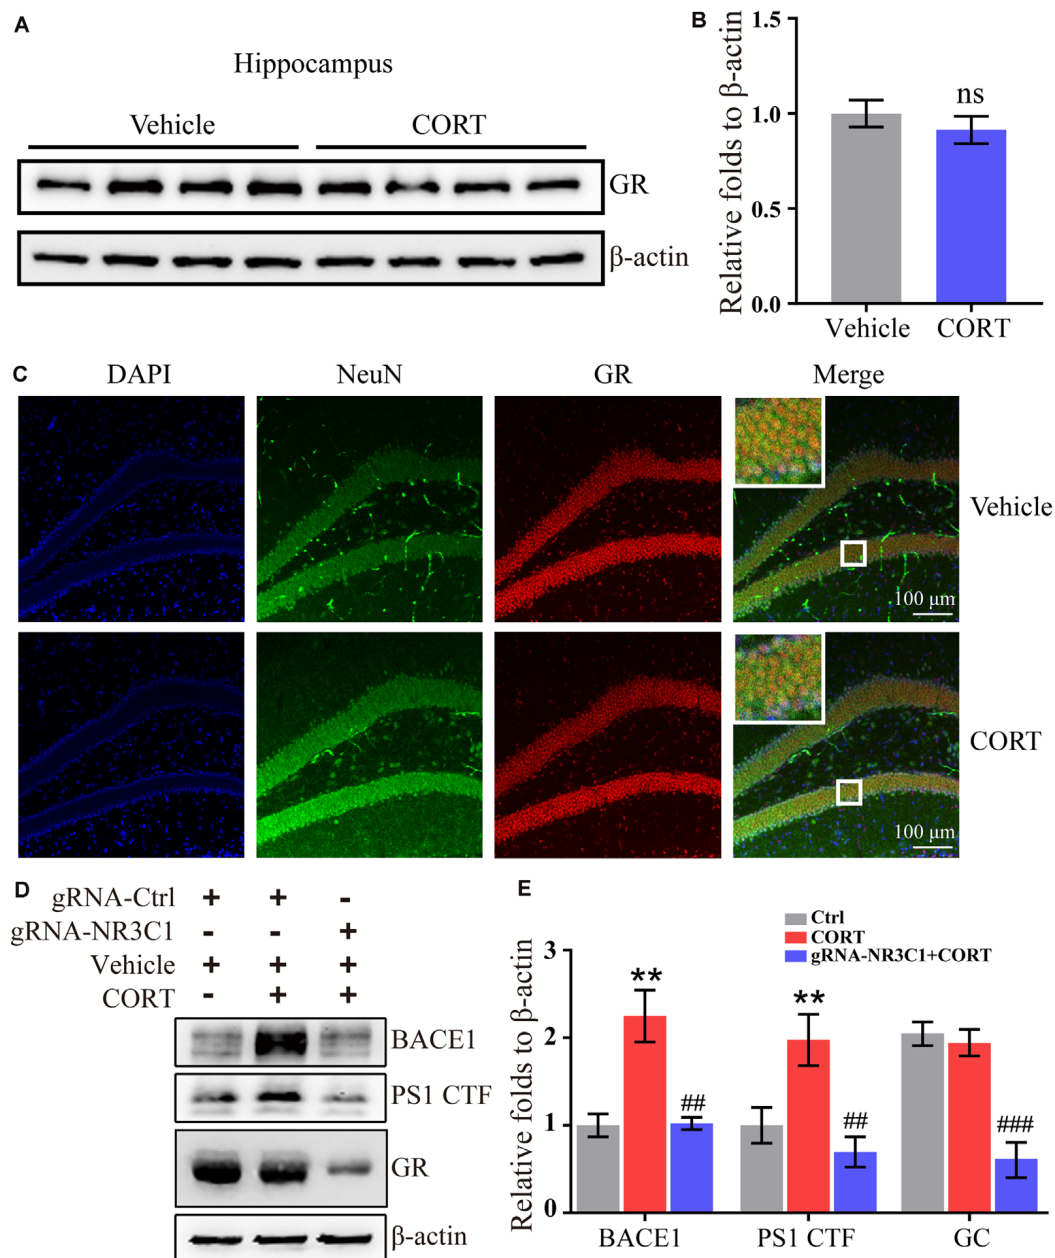 A
Hippocampus
Vehicle CORT
GR
β-actin
B
Relative folds to β-actin
1.5
1.0
0.5
0.0
ns
Vehicle CORT
C
DAPI NeuN GR Merge
Vehicle
100 μm
CORT
100 μm
D
gRNA-Ctrl + + -
gRNA-NR3C1 - - +
Vehicle + + +
CORT - + +
BACE1
PS1 CTF
GR
β-actin
E
Relative folds to β-actin
Ctrl
CORT
gRNA-NR3C1+CORT
3
2
1
0
** ## ** ## ###
BACE1 PS1 CTF GC